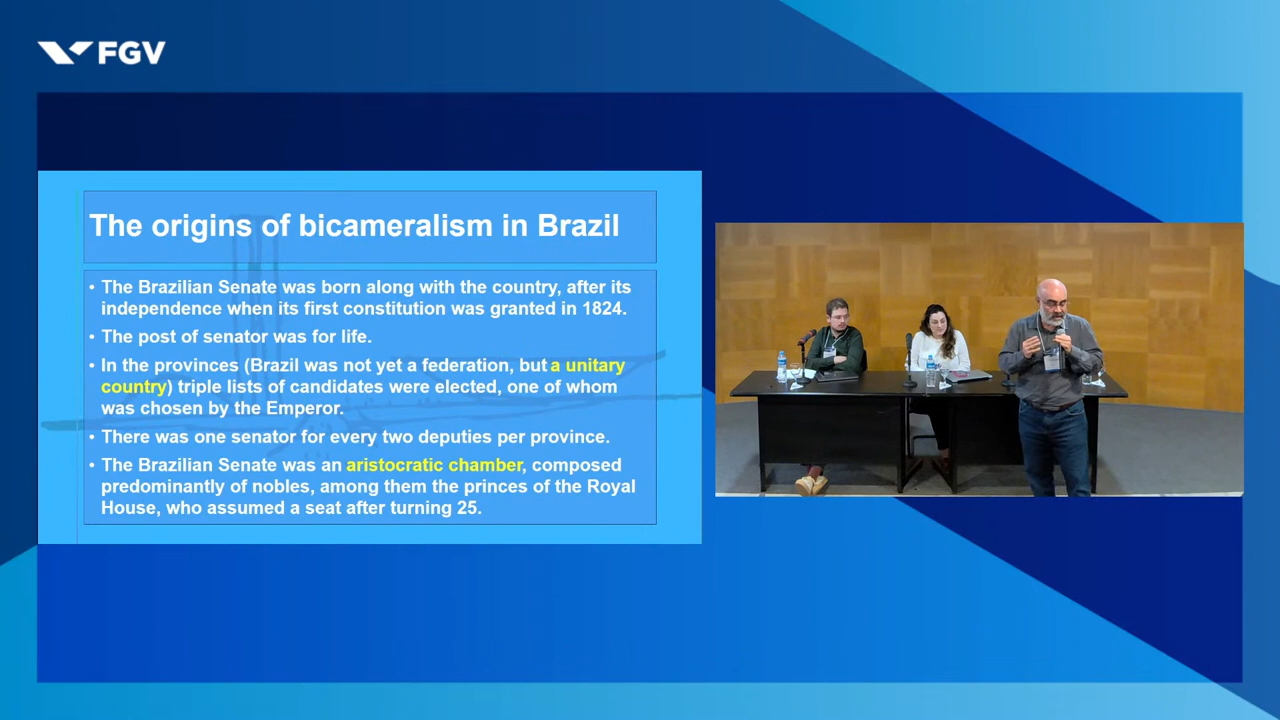 FGV
The origins of bicameralism in Brazil
• The Brazilian Senate was born along with the country, after its
independence when its first constitution was granted in 1824.
• The post of senator was for life.
• In the provinces (Brazil was not yet a federation, but a unitary
country) triple lists of candidates were elected, one of whom
was chosen by the Emperor.
• There was one senator for every two deputies per province.
• The Brazilian Senate was an aristocratic chamber, composed
predominantly of nobles, among them the princes of the Royal
House, who assumed a seat after turning 25.